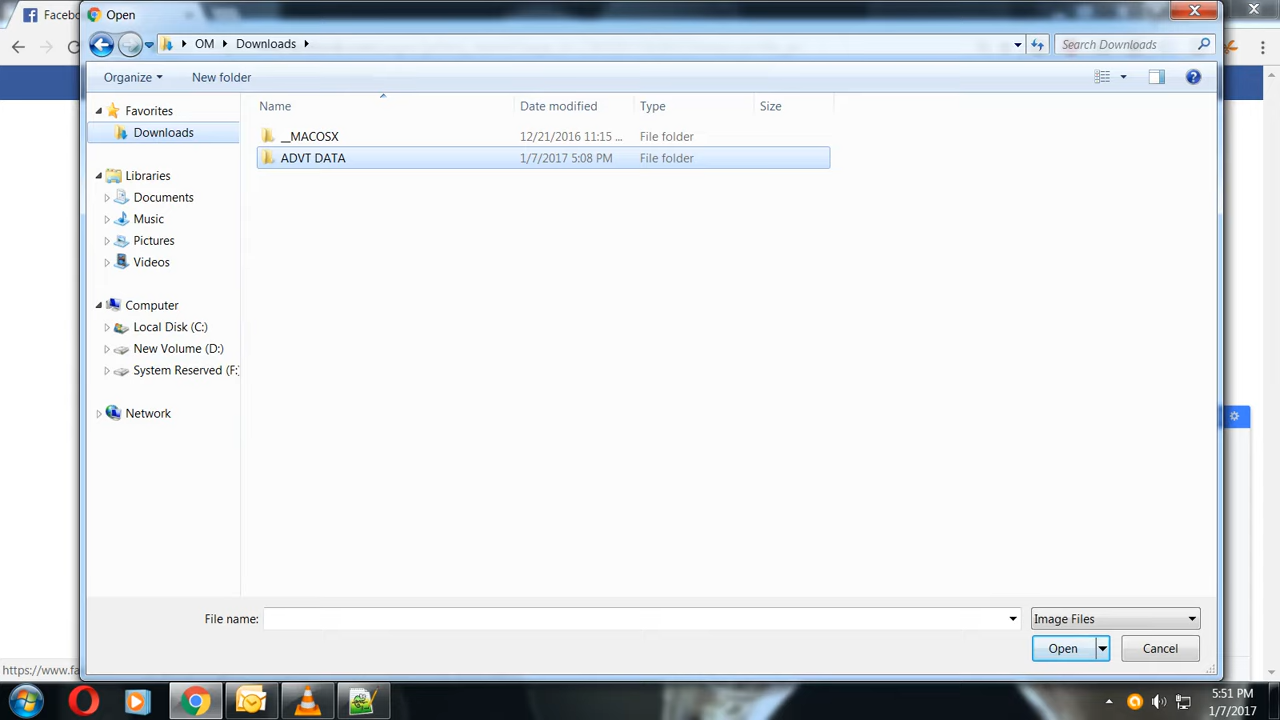 Faceb
Open
OM
Downloads
Search Downloads
Organize
New folder
Name
Date modified
Type
Size
Favorites
Downloads
__MACOSX
12/21/2016 11:15 ...
File folder
ADVT DATA
1/7/2017 5:08 PM
File folder
Libraries
Documents
Music
Pictures
Videos
Computer
Local Disk (C:)
New Volume (D:)
System Reserved (F:
Network
File name:
Image Files
Open
Cancel
https://www.fa
5:51 PM
1/7/2017